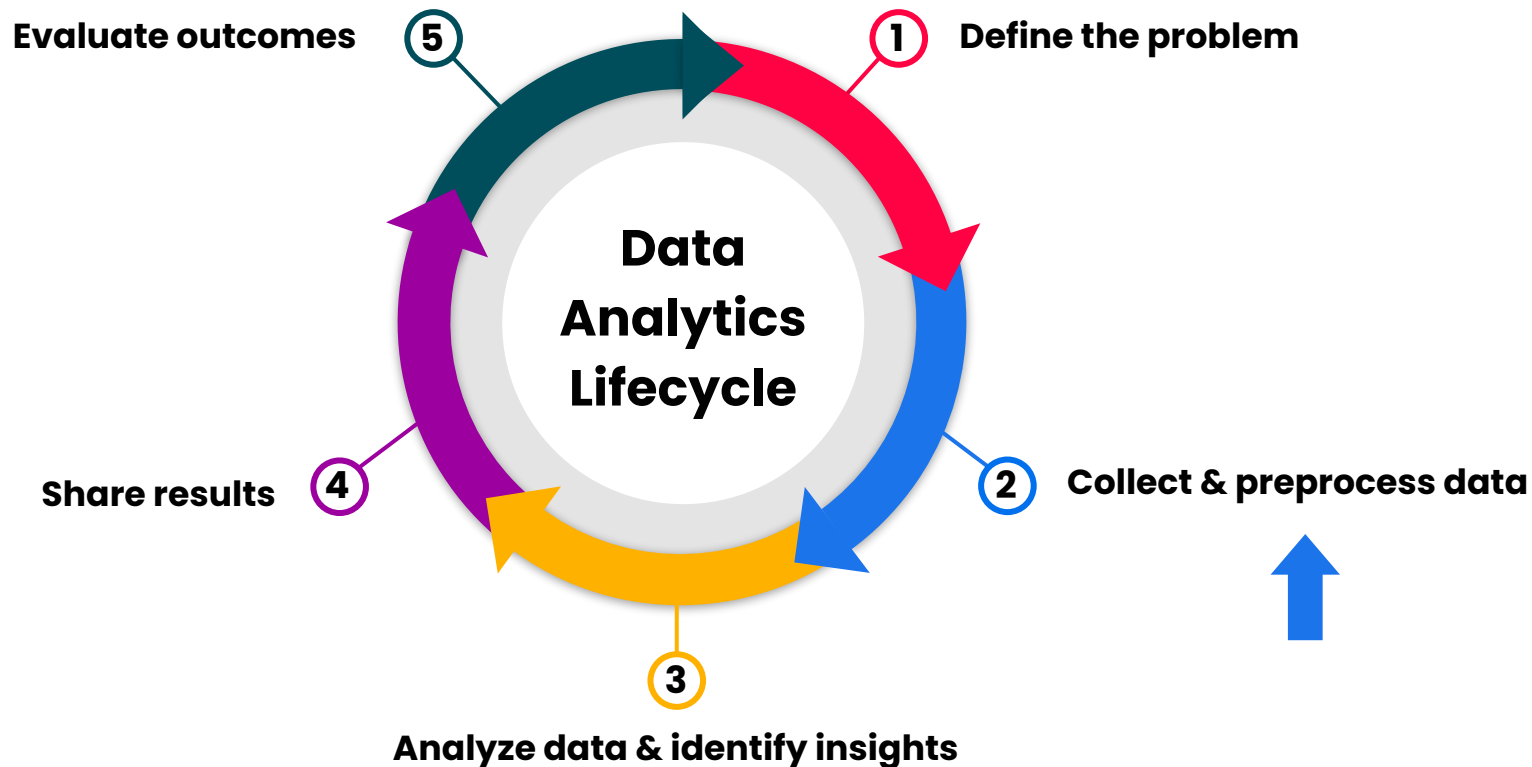 Data
Analytics
Lifecycle
1 Define the problem
2 Collect & preprocess data
3
Analyze data & identify insights
Share results 4
Evaluate outcomes 5